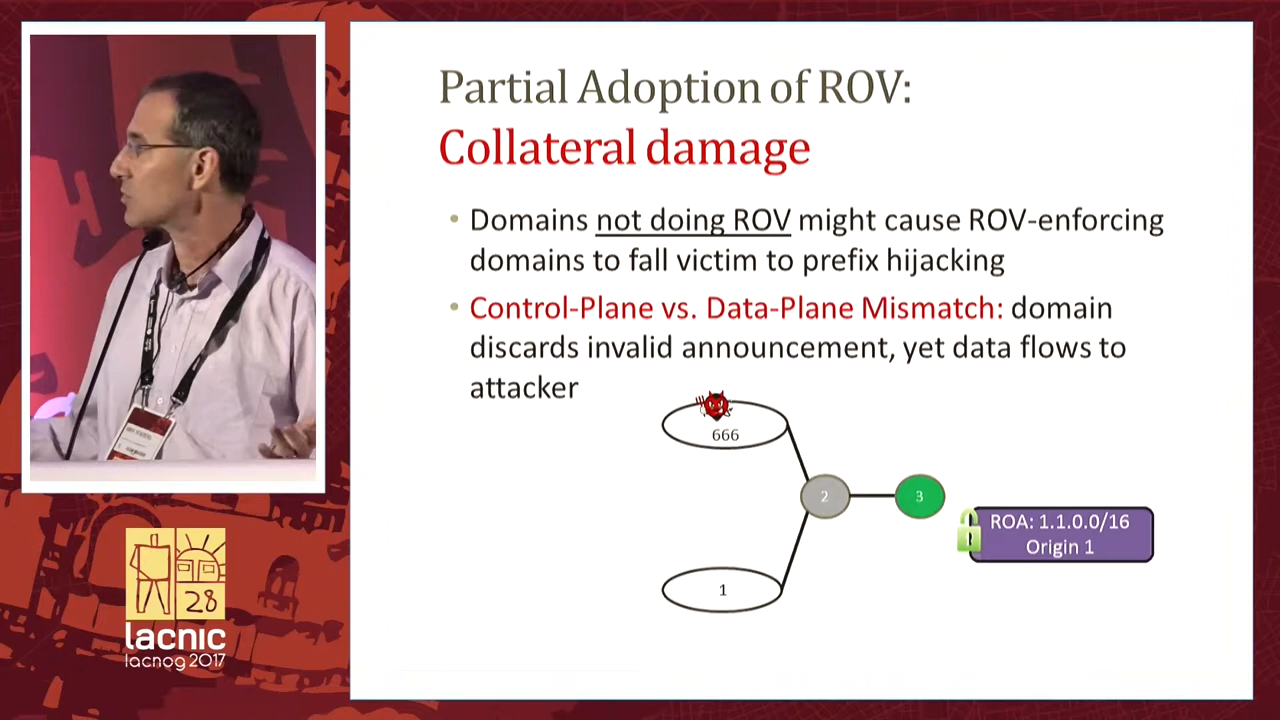 Partial Adoption of ROV:
Collateral damage
• Domains not doing ROV might cause ROV-enforcing
domains to fall victim to prefix hijacking
• Control-Plane vs. Data-Plane Mismatch: domain
discards invalid announcement, yet data flows to
attacker
666
2
3
ROA: 1.1.0.0/16
Origin 1
1
28
lacnic
lacnog 2017